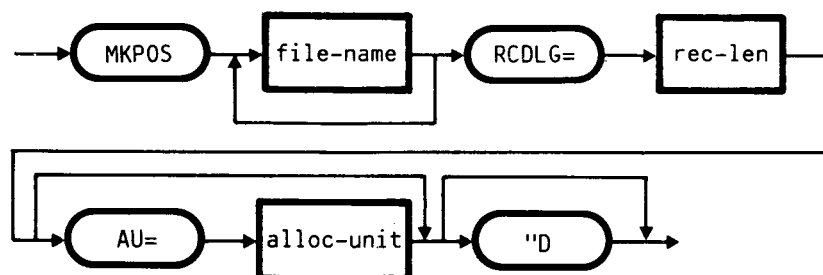 MKPOS file-name RCDLG= rec-len
AU= alloc-unit "D